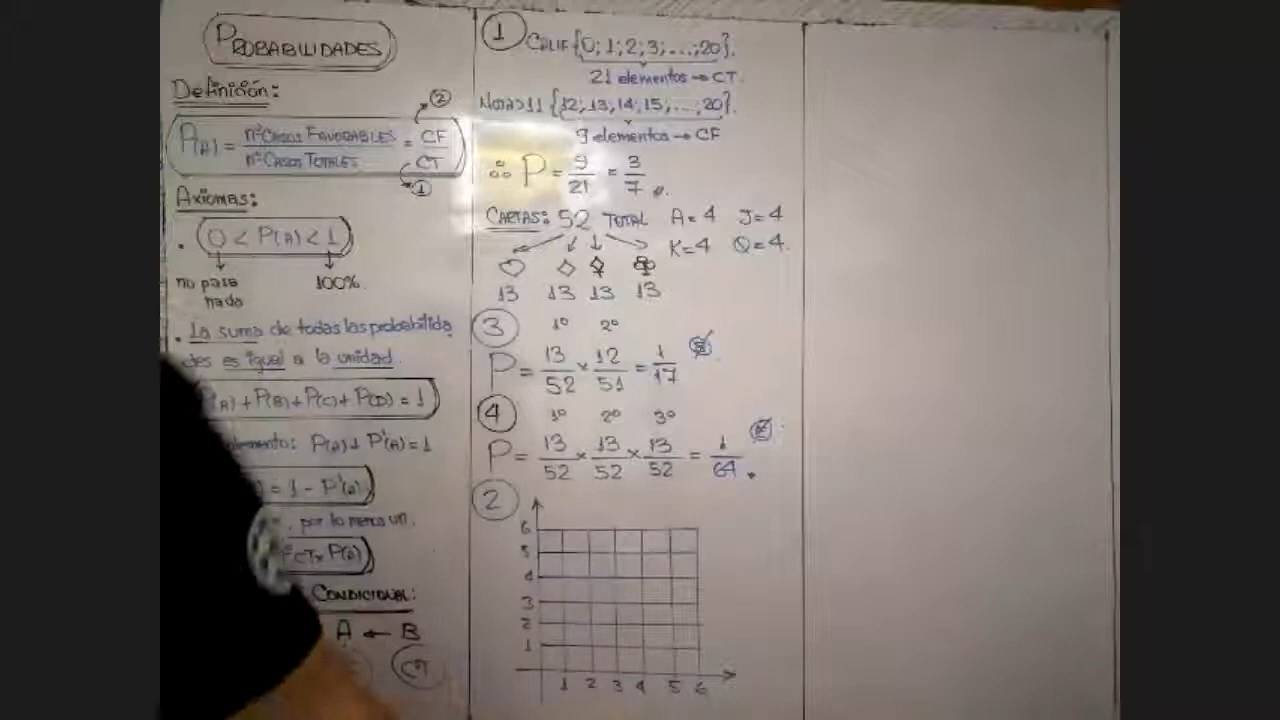 PROBABILIDADES
Definición:
P(A) = nº CASOS FAVORABLES / nº CASOS TOTALES = CF / CT
②
①
Axiomas:
. 0 < P(A) < 1
no pasa nada
100%
. La suma de todas las probabilida
des es igual a la unidad.
(A) + P(B) + P(C) + P(D) = 1
lemento: P(A) + P'(A) = 1
= 1 - P'(A)
, por lo menos un.
CT x P(A)
CONDICIONAL:
A ← B
CT
① CALIF {0; 1; 2; 3; ...; 20}.
21 elementos → CT.
NOTA > 11 {12; 13; 14; 15; ...; 20}.
9 elementos → CF
∴ P = 9/21 = 3/7
CARTAS: 52 TOTAL A = 4 J = 4
K = 4 Q = 4.
13 13 13 13
③ 1º 2º
P = 13/52 x 12/51 = 1/17
④ 1º 2º 3º
P = 13/52 x 13/52 x 13/52 = 1/64.
②
6
5
4
3
2
1
1 2 3 4 5 6